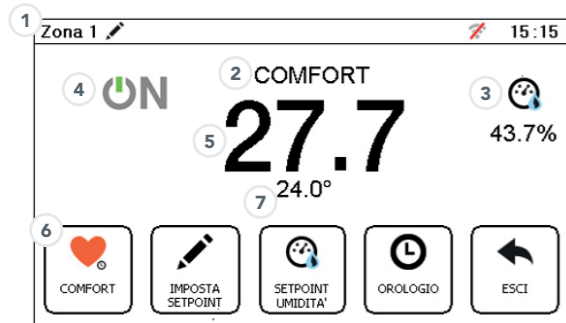 1
Zona 1
15:15
2
COMFORT
3
4
ON
5
27.7
43.7%
7
24.0°
6
COMFORT
IMPOSTA
SETPOINT
SETPOINT
UMIDITA'
OROLOGIO
ESCI